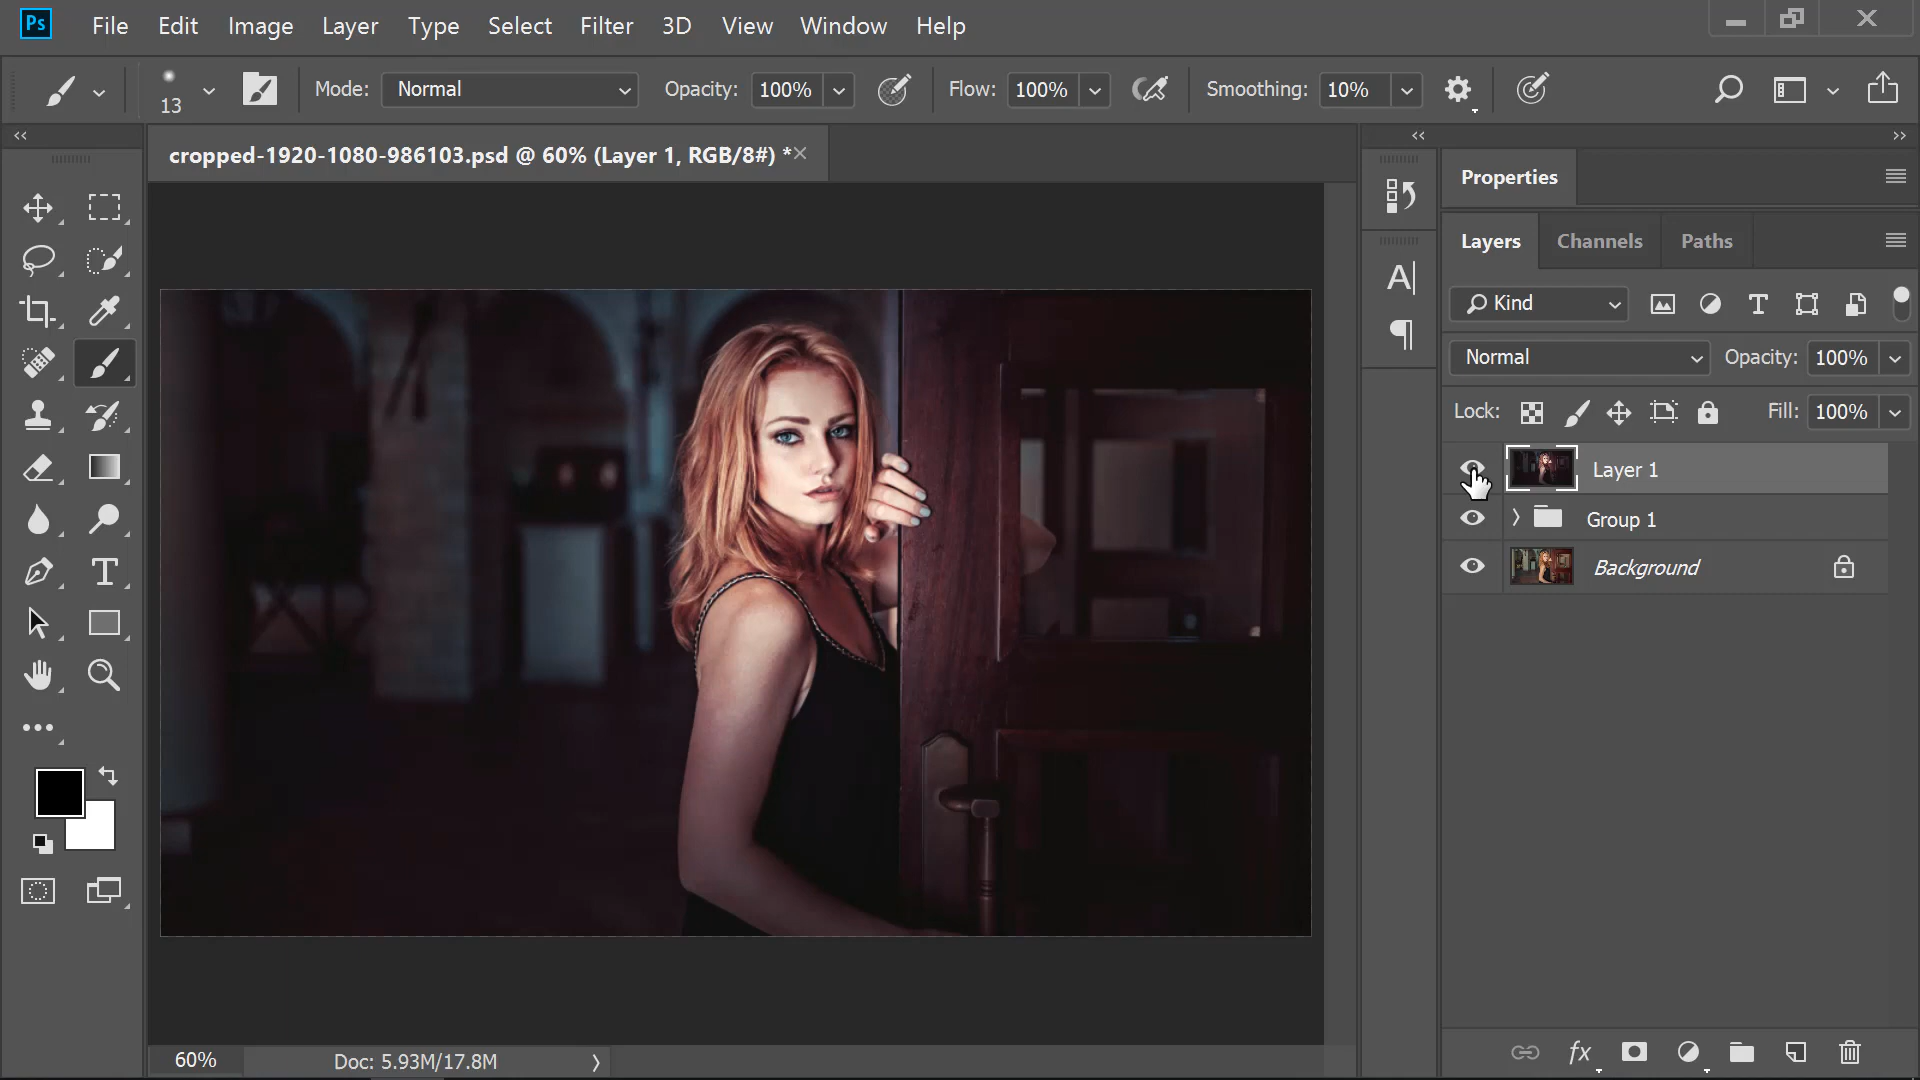 Ps File Edit Image Layer Type Select Filter 3D View Window Help
13 Mode: Normal Opacity: 100% Flow: 100% Smoothing: 10%
cropped-1920-1080-986103.psd @ 60% (Layer 1, RGB/8#) *
Properties
Layers Channels Paths
Kind
Normal Opacity: 100%
Lock: Fill: 100%
Layer 1
Group 1
Background
60% Doc: 5.93M/17.8M
fx